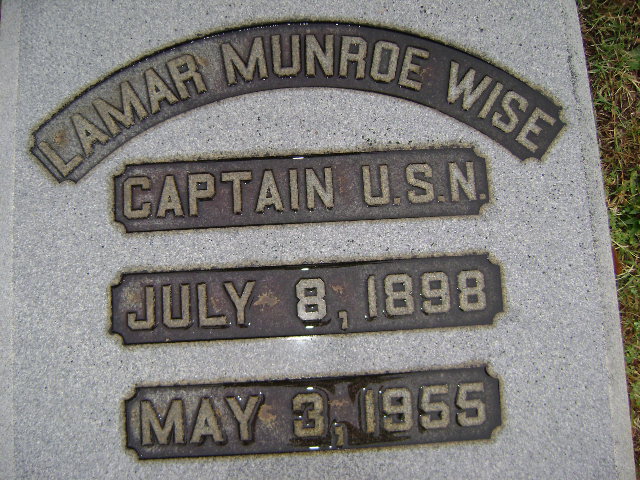 LAMAR MUNROE WISE
CAPTAIN U.S.N.
JULY 8, 1898
MAY 3, 1955